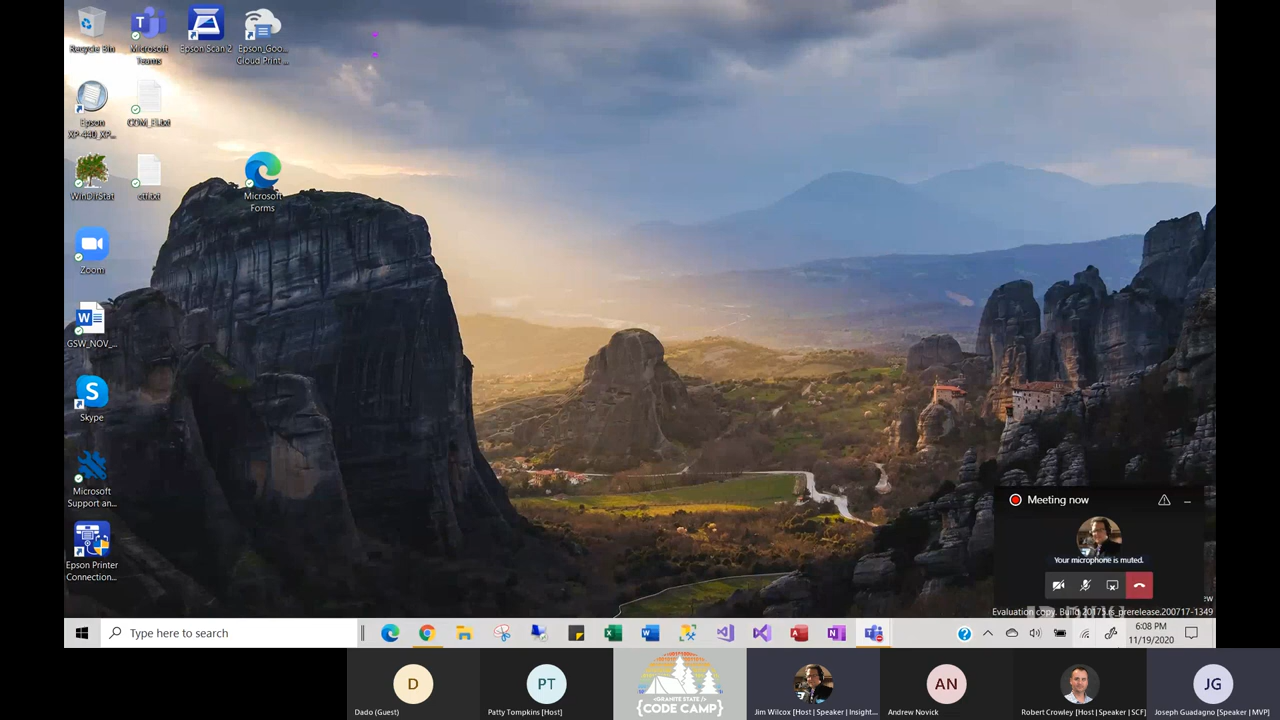 Recycle Bin
Microsoft
Teams
Epson Scan 2
Epson_Goo...
Cloud Print ...
Epson
XP-440_XP...
WinDirStat
ctf.txt
Microsoft
Forms
Zoom
GSW_NOV_...
Skype
Microsoft
Support an...
Epson Printer
Connection...
Meeting now
Your microphone is muted.
Evaluation copy. Build 20175.fs_prerelease.200717-1349
Type here to search
6:08 PM
11/19/2020
D
Dado (Guest)
PT
Patty Tompkins [Host]
<GRANITE STATE />
{CODE CAMP}
Jim Wilcox [Host | Speaker | Insight...
AN
Andrew Novick
Robert Crowley [Host | Speaker | SCF]
JG
Joseph Guadagno [Speaker | MVP]